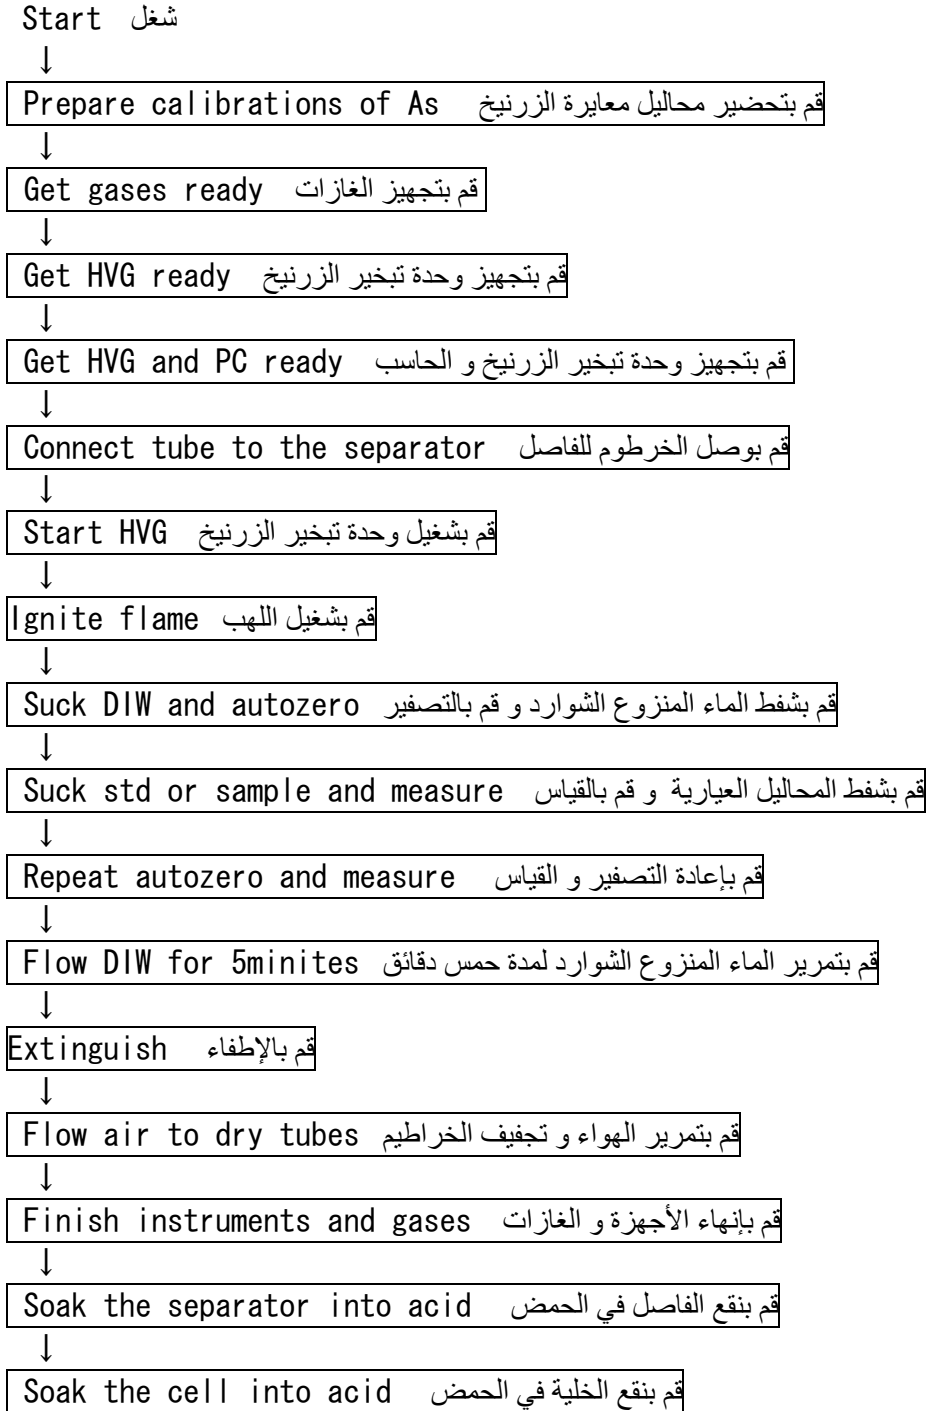 Start شغل
↓
Prepare calibrations of As قم بتحضير محاليل معايرة الزرنيخ
↓
Get gases ready قم بتجهيز الغازات
↓
Get HVG ready قم بتجهيز وحدة تبخير الزرنيخ
↓
Get HVG and PC ready قم بتجهيز وحدة تبخير الزرنيخ و الحاسب
↓
Connect tube to the separator قم بوصل الخرطوم للفاصل
↓
Start HVG قم بشغيل وحدة تبخير الزرنيخ
↓
Ignite flame قم بشغيل اللهب
↓
Suck DIW and autozero قم بشفط الماء المنزوع الشوارد و قم بالتصفير
↓
Suck std or sample and measure قم بشفط المحاليل العيارية و قم بالقياس
↓
Repeat autozero and measure قم بإعادة التصفير و القياس
↓
Flow DIW for 5minites قم بتمرير الماء المنزوع الشوارد لمدة حمس دقائق
↓
Extinguish قم بالإطفاء
↓
Flow air to dry tubes قم بتمرير الهواء و تجفيف الخراطيم
↓
Finish instruments and gases قم بإنهاء الأجهزة و الغازات
↓
Soak the separator into acid قم بنقع الفاصل في الحمض
↓
Soak the cell into acid قم بنقع الخلية في الحمض